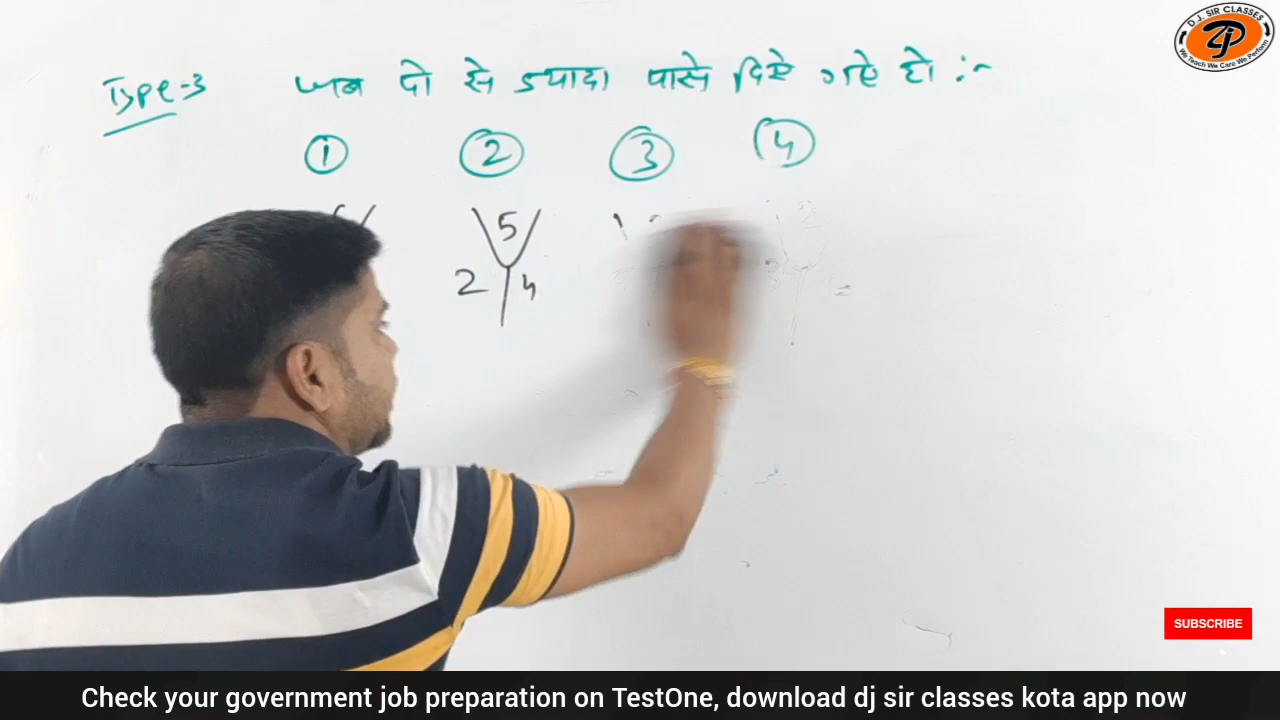 D.J. SIR CLASSES
We Teach We Care We Perform
Type-3 जब दो से ज्यादा पासे दिए गए हो :-
① ② ③ ④
5
2 4
SUBSCRIBE
Check your government job preparation on TestOne, download dj sir classes kota app now